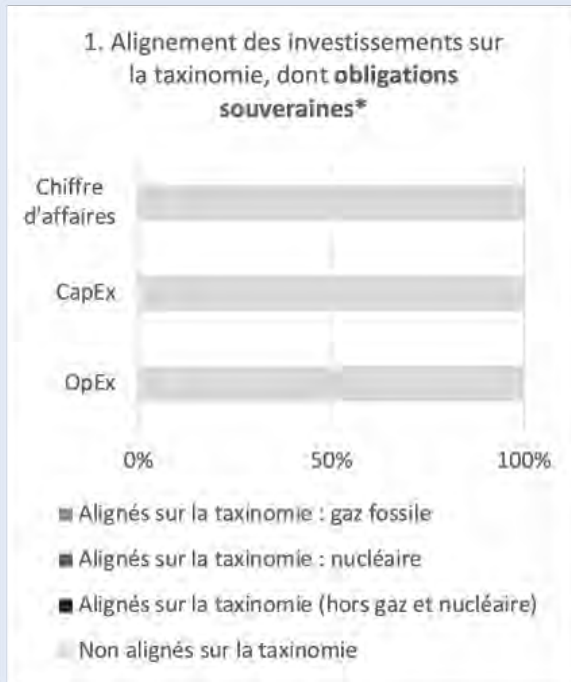 1. Alignement des investissements sur
la taxinomie, dont obligations
souveraines*
Chiffre
d'affaires
CapEx
OpEx
0%
50%
100%
Alignés sur la taxinomie : gaz fossile
Alignés sur la taxinomie : nucléaire
Alignés sur la taxinomie (hors gaz et nucléaire)
Non alignés sur la taxinomie